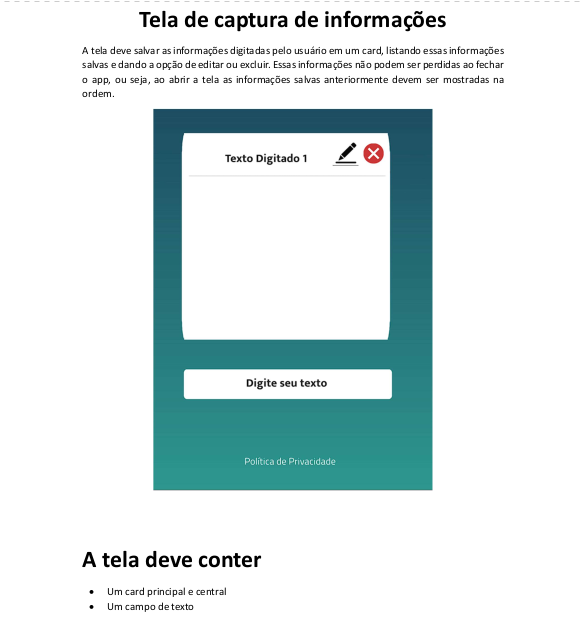 Tela de captura de informações
A tela deve salvar as informações digitadas pelo usuário em um card, listando essas informações
salvas e dando a opção de editar ou excluir. Essas informações não podem ser perdidas ao fechar
o app, ou seja, ao abrir a tela as informações salvas anteriormente devem ser mostradas na
ordem.
Texto Digitado 1
Digite seu texto
Política de Privacidade
A tela deve conter
• Um card principal e central
• Um campo de texto